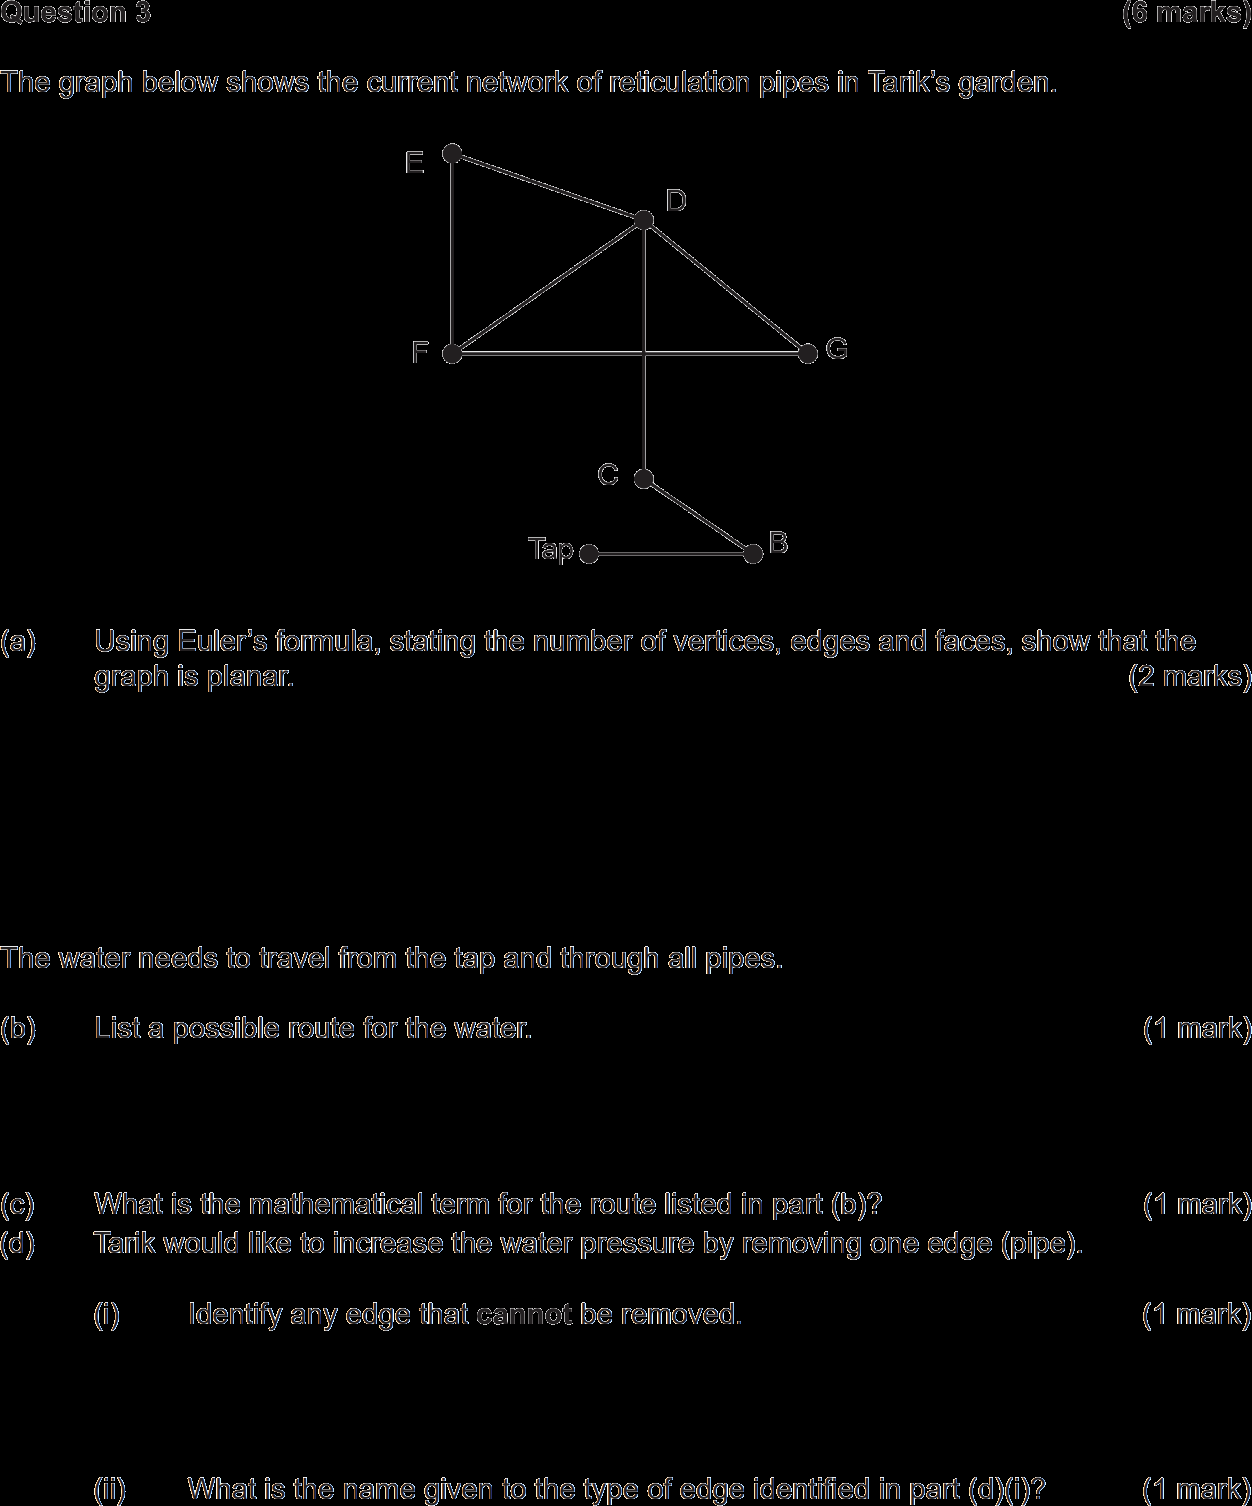 Question 3 (6 marks)
The graph below shows the current network of reticulation pipes in Tarik's garden.
E
D
F
G
C
Tap
B
(a) Using Euler's formula, stating the number of vertices, edges and faces, show that the
graph is planar. (2 marks)
The water needs to travel from the tap and through all pipes.
(b) List a possible route for the water. (1 mark)
(c) What is the mathematical term for the route listed in part (b)? (1 mark)
(d) Tarik would like to increase the water pressure by removing one edge (pipe).
(i) Identify any edge that cannot be removed. (1 mark)
(ii) What is the name given to the type of edge identified in part (d)(i)? (1 mark)